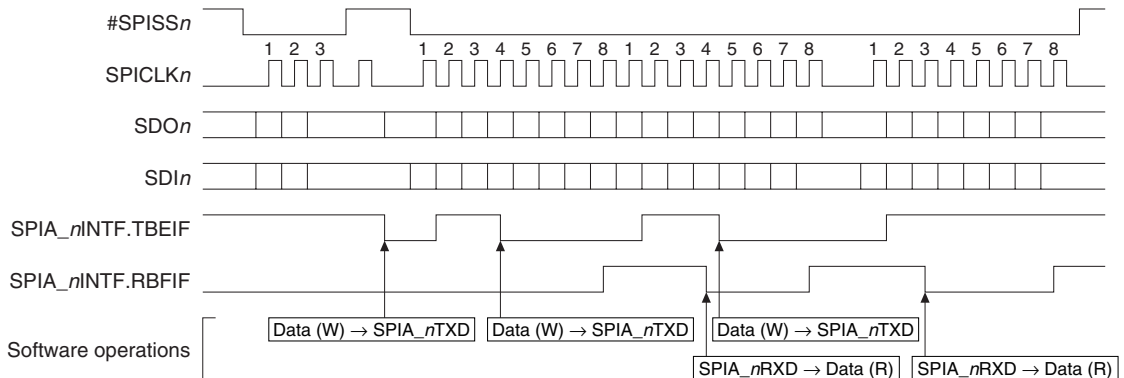 #SPISSn
1 2 3 1 2 3 4 5 6 7 8 1 2 3 4 5 6 7 8 1 2 3 4 5 6 7 8
SPICLKn
SDOn
SDIn
SPIA_nINTF.TBEIF
SPIA_nINTF.RBFIF
Data (W) → SPIA_nTXD Data (W) → SPIA_nTXD Data (W) → SPIA_nTXD
Software operations
SPIA_nRXD → Data (R) SPIA_nRXD → Data (R)